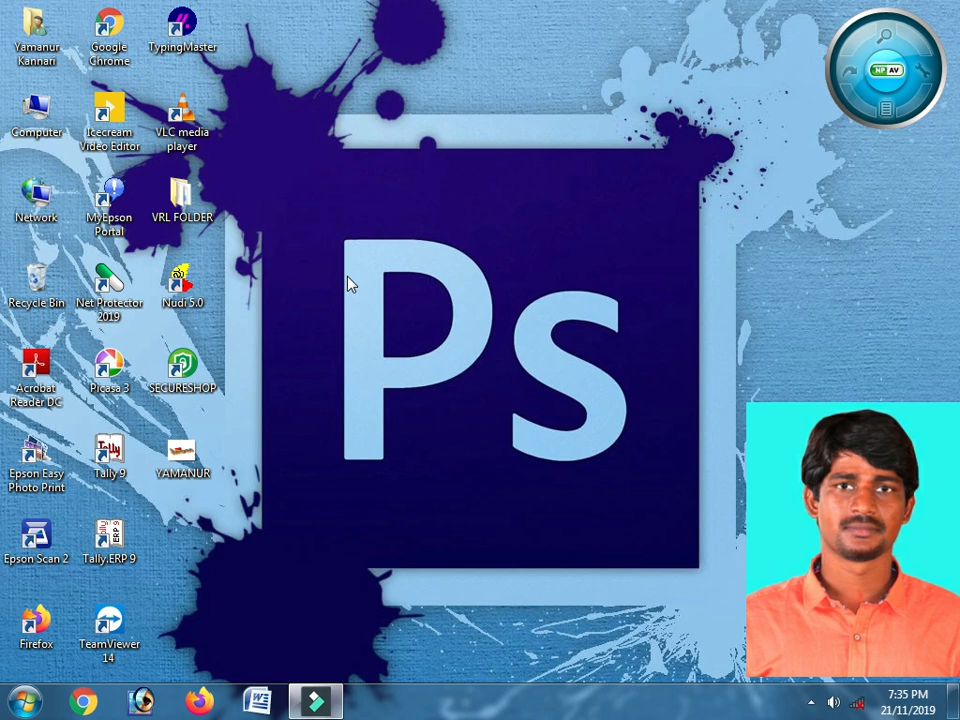 Yamanur
Kannari
Google
Chrome
TypingMaster
Computer
Icecream
Video Editor
VLC media
player
Network
MyEpson
Portal
VRL FOLDER
Recycle Bin
Net Protector
2019
Nudi 5.0
Acrobat
Reader DC
Picasa 3
SECURESHOP
Epson Easy
Photo Print
Tally 9
YAMANUR
Epson Scan 2
Tally.ERP 9
Firefox
TeamViewer
14
Ps
NP AV
7:35 PM
21/11/2019